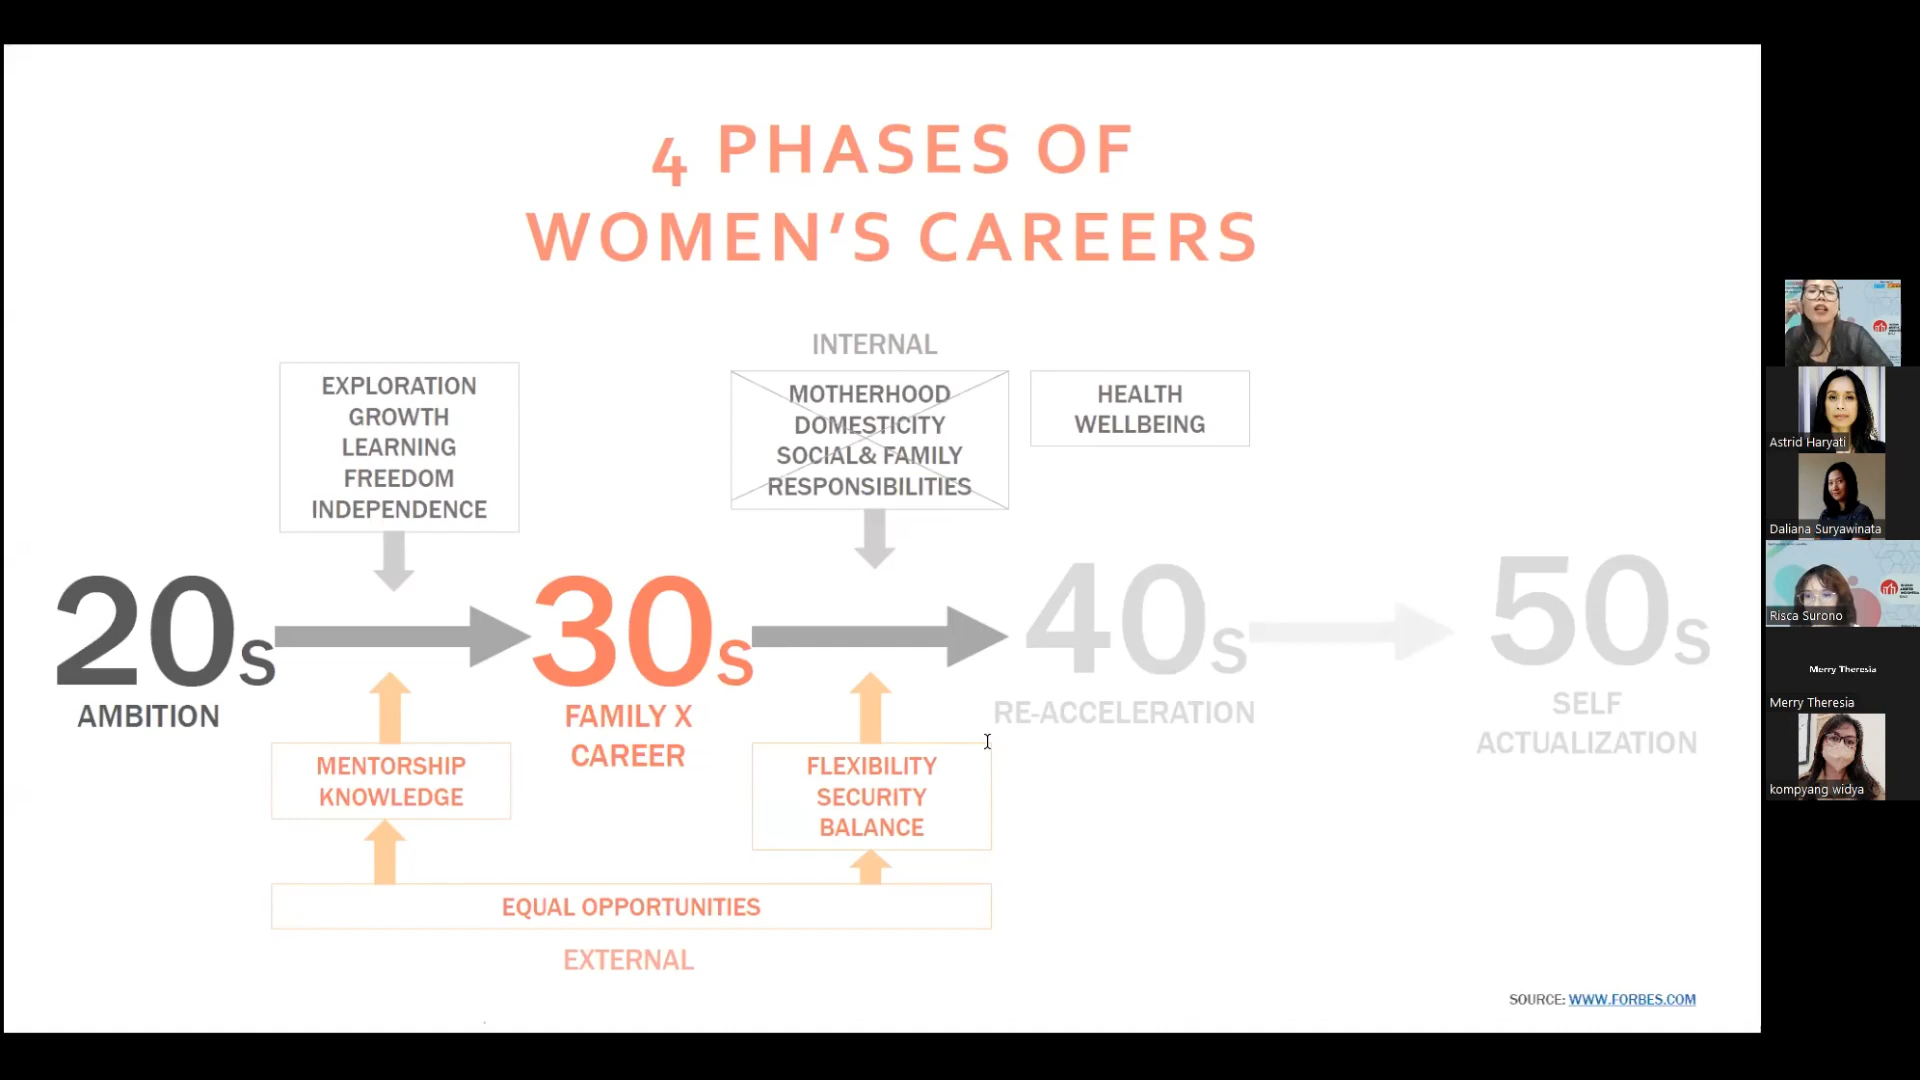 4 PHASES OF
WOMEN'S CAREERS
INTERNAL
EXPLORATION
GROWTH
LEARNING
FREEDOM
INDEPENDENCE
MOTHERHOOD
DOMESTICITY
SOCIAL& FAMILY
RESPONSIBILITIES
HEALTH
WELLBEING
20s
AMBITION
30s
FAMILY X
CAREER
40s
RE-ACCELERATION
50s
SELF
ACTUALIZATION
MENTORSHIP
KNOWLEDGE
FLEXIBILITY
SECURITY
BALANCE
EQUAL OPPORTUNITIES
EXTERNAL
SOURCE: WWW.FORBES.COM
Astrid Haryati
Daliana Suryawinata
Risca Surono
Merry Theresia
Merry Theresia
kompyang widya